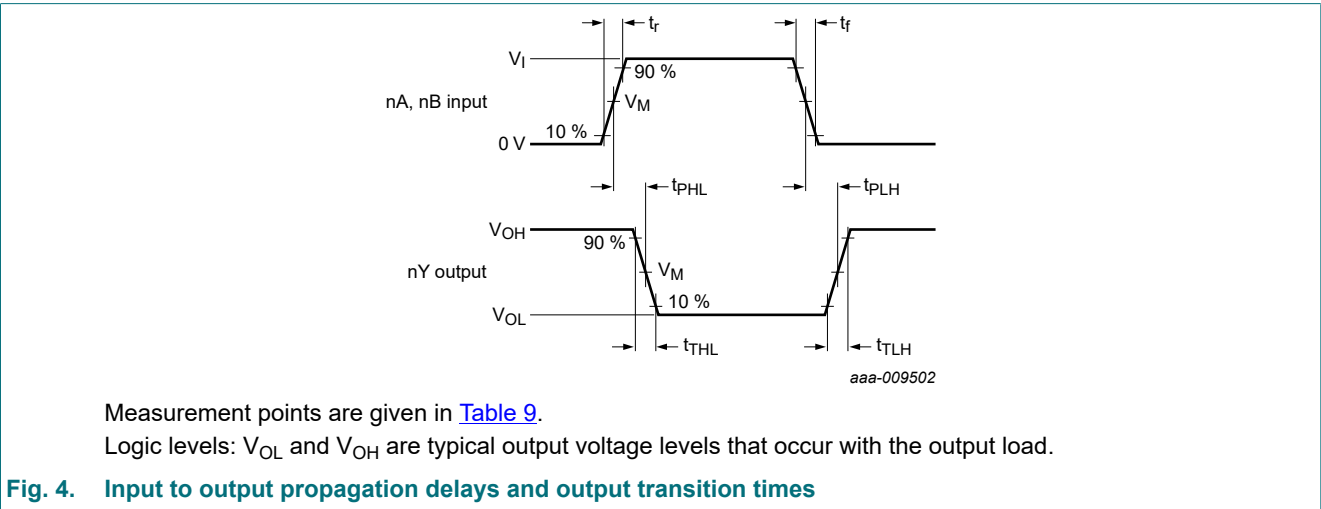 tr
tf
VI
90 %
nA, nB input
VM
10 %
0 V
tPHL
tPLH
VOH
90 %
nY output
VM
10 %
VOL
tTHL
tTLH
aaa-009502
Measurement points are given in Table 9.
Logic levels: VOL and VOH are typical output voltage levels that occur with the output load.
Fig. 4. Input to output propagation delays and output transition times